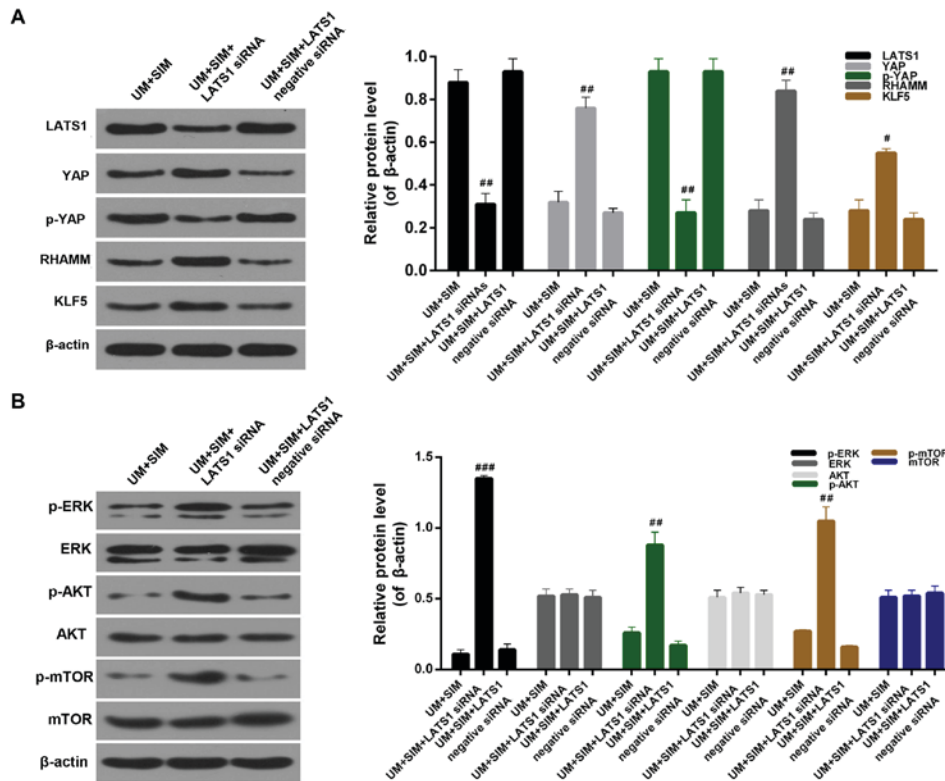 A
UM+SIM
UM+SIM+
LATS1 siRNA
UM+SIM+LATS1
negative siRNA
LATS1
YAP
p-YAP
RHAMM
KLF5
β-actin
Relative protein level
(of β-actin)
1.0
0.8
0.6
0.4
0.2
0.0
##
##
##
##
#
LATS1
YAP
p-YAP
RHAMM
KLF5
UM+SIM
UM+SIM+LATS1 siRNAs
UM+SIM+LATS1
negative siRNA
UM+SIM
UM+SIM+LATS1 siRNA
UM+SIM+LATS1
negative siRNA
UM+SIM
UM+SIM+LATS1 siRNA
UM+SIM+LATS1
negative siRNA
UM+SIM
UM+SIM+LATS1 siRNAs
UM+SIM+LATS1
negative siRNA
UM+SIM
UM+SIM+LATS1 siRNA
UM+SIM+LATS1
negative siRNA
B
UM+SIM
UM+SIM+
LATS1 siRNA
UM+SIM+LATS1
negative siRNA
p-ERK
ERK
p-AKT
AKT
p-mTOR
mTOR
β-actin
Relative protein level
(of β-actin)
1.5
1.0
0.5
0.0
###
##
##
p-ERK
ERK
AKT
p-AKT
p-mTOR
mTOR
UM+SIM
UM+SIM+LATS1 siRNA
UM+SIM+LATS1
negative siRNA
UM+SIM
UM+SIM+LATS1 siRNA
UM+SIM+LATS1
negative siRNA
UM+SIM
UM+SIM+LATS1 siRNA
UM+SIM+LATS1
negative siRNA
UM+SIM
UM+SIM+LATS1 siRNA
UM+SIM+LATS1
negative siRNA
UM+SIM
UM+SIM+LATS1 siRNA
UM+SIM+LATS1
negative siRNA
UM+SIM
UM+SIM+LATS1 siRNA
UM+SIM+LATS1
negative siRNA